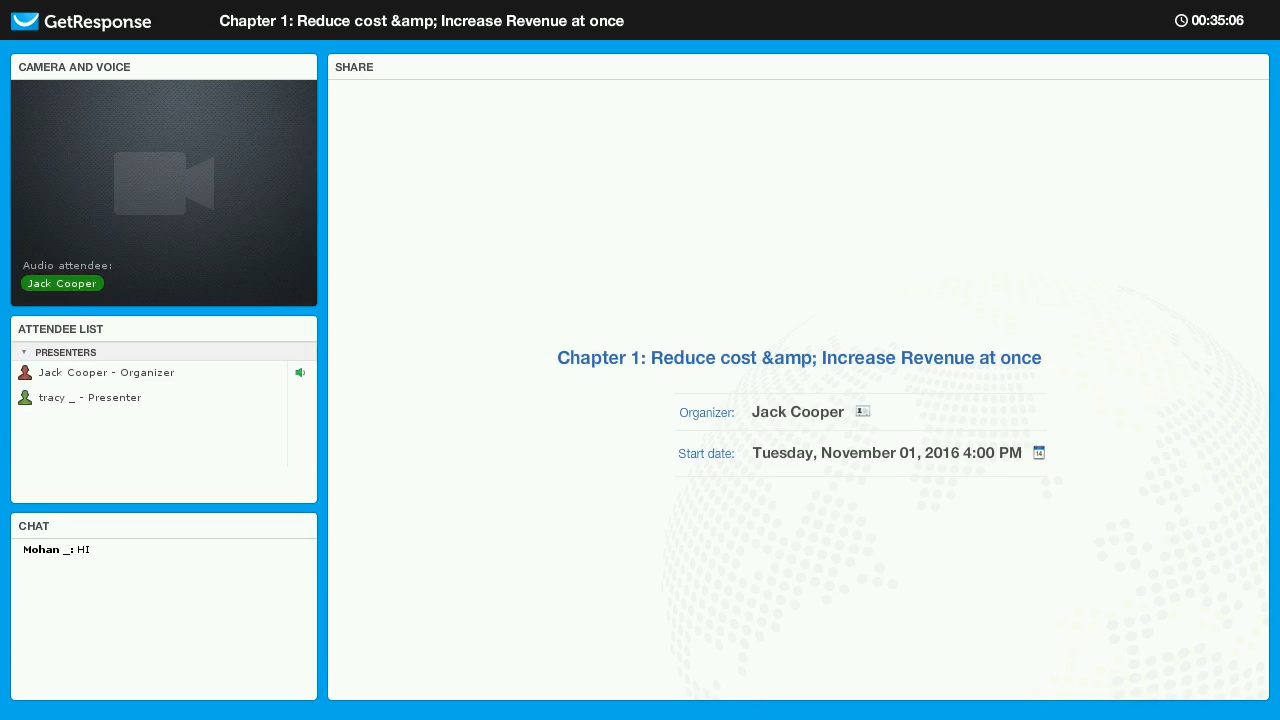 GetResponse
Chapter 1: Reduce cost &amp; Increase Revenue at once
00:35:06
CAMERA AND VOICE
Audio attendee:
Jack Cooper
ATTENDEE LIST
PRESENTERS
Jack Cooper - Organizer
tracy _ - Presenter
CHAT
Mohan _: HI
SHARE
Chapter 1: Reduce cost &amp; Increase Revenue at once
Organizer: Jack Cooper
Start date: Tuesday, November 01, 2016 4:00 PM
14